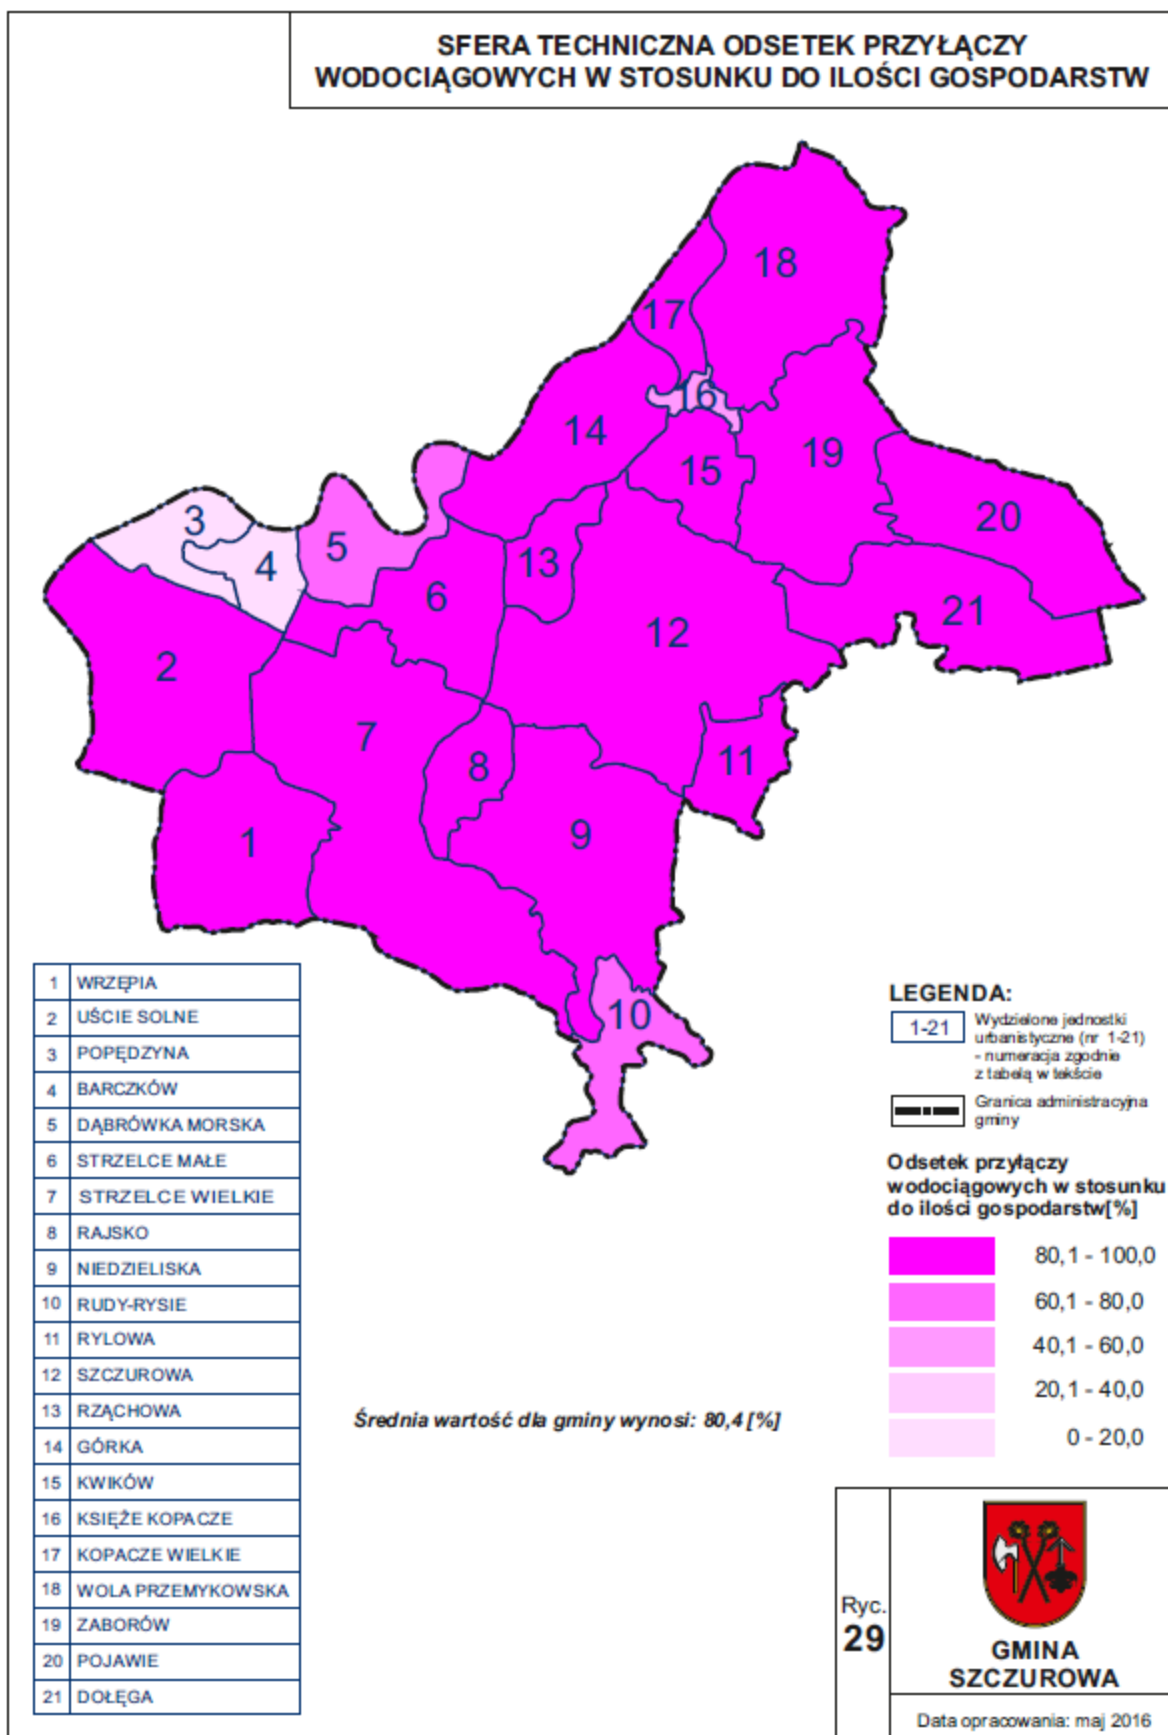 SFERA TECHNICZNA ODSETEK PRZYŁĄCZY
WODOCIĄGOWYCH W STOSUNKU DO ILOŚCI GOSPODARSTW
18
17
16
14
15
19
20
3
4
5
13
6
12
21
2
7
8
11
1
9
10
1 WRZĘPIA
2 UŚCIE SOLNE
3 POPĘDZYNA
4 BARCZKÓW
5 DĄBRÓWKA MORSKA
6 STRZELCE MAŁE
7 STRZELCE WIELKIE
8 RAJSKO
9 NIEDZIELISKA
10 RUDY-RYSIE
11 RYLOWA
12 SZCZUROWA
13 RZĄCHOWA
14 GÓRKA
15 KWIKÓW
16 KSIĘŻE KOPACZE
17 KOPACZE WIELKIE
18 WOLA PRZEMYKOWSKA
19 ZABORÓW
20 POJAWIE
21 DOŁĘGA
Średnia wartość dla gminy wynosi: 80,4 [%]
LEGENDA:
1-21
Wydzielone jednostki
urbanistyczne (nr 1-21)
- numeracja zgodnie
z tabelą w tekście
Granica administracyjna
gminy
Odsetek przyłączy
wodociągowych w stosunku
do ilości gospodarstw[%]
80,1 - 100,0
60,1 - 80,0
40,1 - 60,0
20,1 - 40,0
0 - 20,0
Ryc.
29
GMINA
SZCZUROWA
Data opracowania: maj 2016